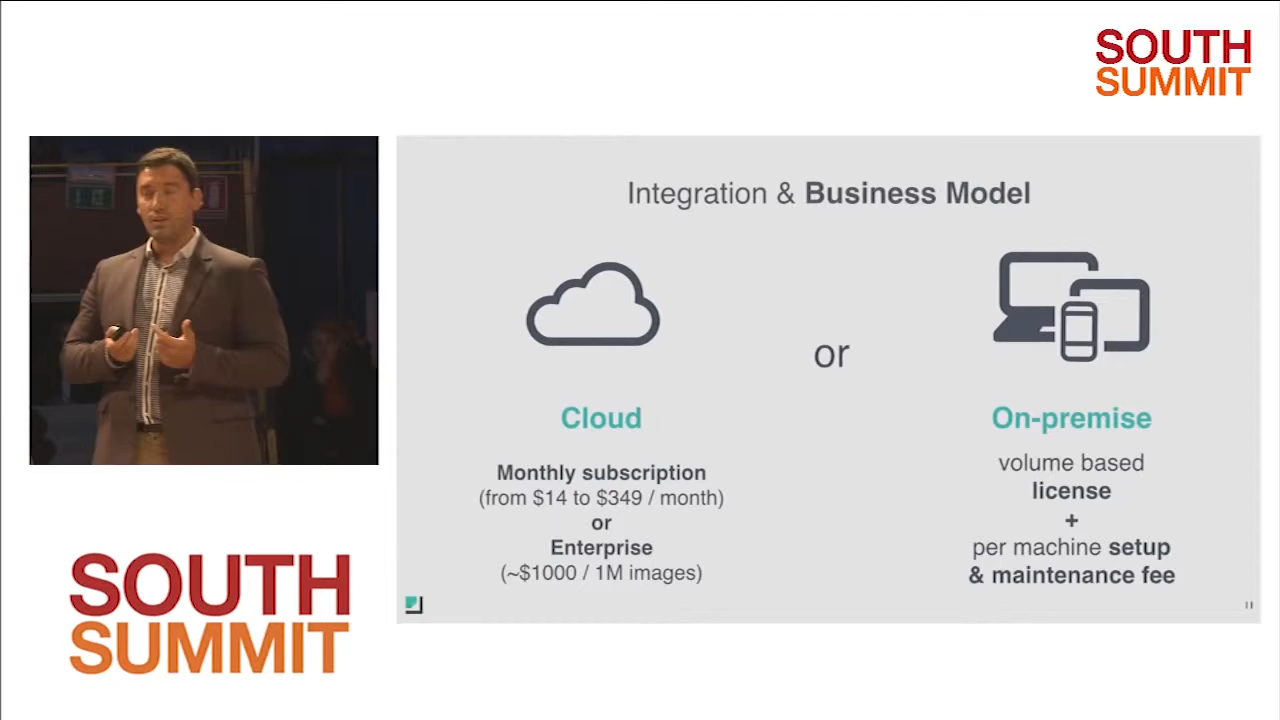 SOUTH
SUMMIT
Integration & Business Model
or
Cloud
Monthly subscription
(from $14 to $349 / month)
or
Enterprise
(~$1000 / 1M images)
On-premise
volume based
license
+
per machine setup
& maintenance fee
11
SOUTH
SUMMIT